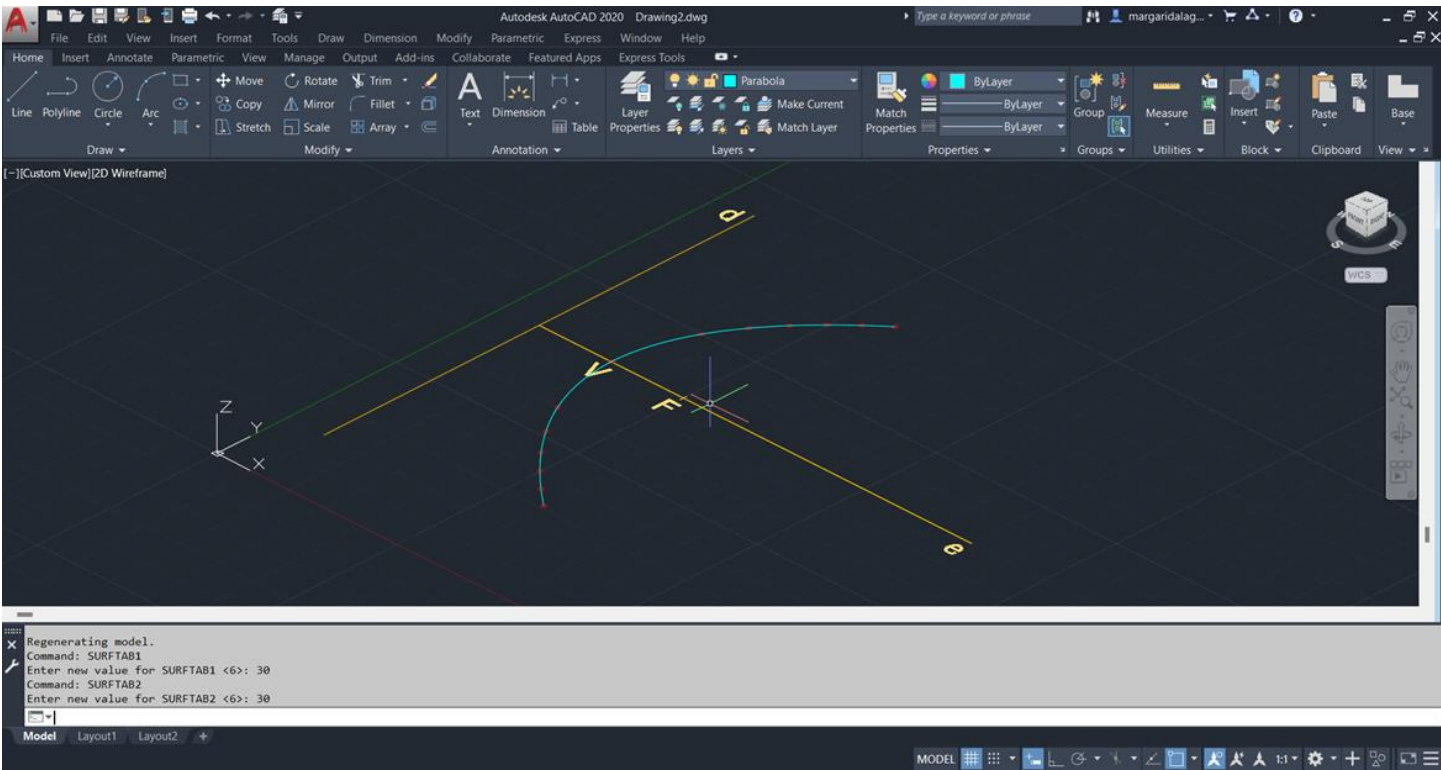 Autodesk AutoCAD 2020 Drawing2.dwg
Type a keyword or phrase
margaridalag...
File Edit View Insert Format Tools Draw Dimension Modify Parametric Express Window Help
Home Insert Annotate Parametric View Manage Output Add-ins Collaborate Featured Apps Express Tools
Move Rotate Trim Parabola ByLayer
Line Polyline Circle Arc Copy Mirror Fillet Text Dimension Layer Properties Make Current Match Properties ByLayer Group Measure Insert Paste Base
Stretch Scale Array Table Match Layer ByLayer
Draw Modify Annotation Layers Properties Groups Utilities Block Clipboard View
[-][Custom View][2D Wireframe]
TOP
FRONT RIGHT
S E
WCS
d
V
F
e
Z
Y
X
Regenerating model.
Command: SURFTAB1
Enter new value for SURFTAB1 <6>: 30
Command: SURFTAB2
Enter new value for SURFTAB2 <6>: 30
Model Layout1 Layout2 +
MODEL 1:1